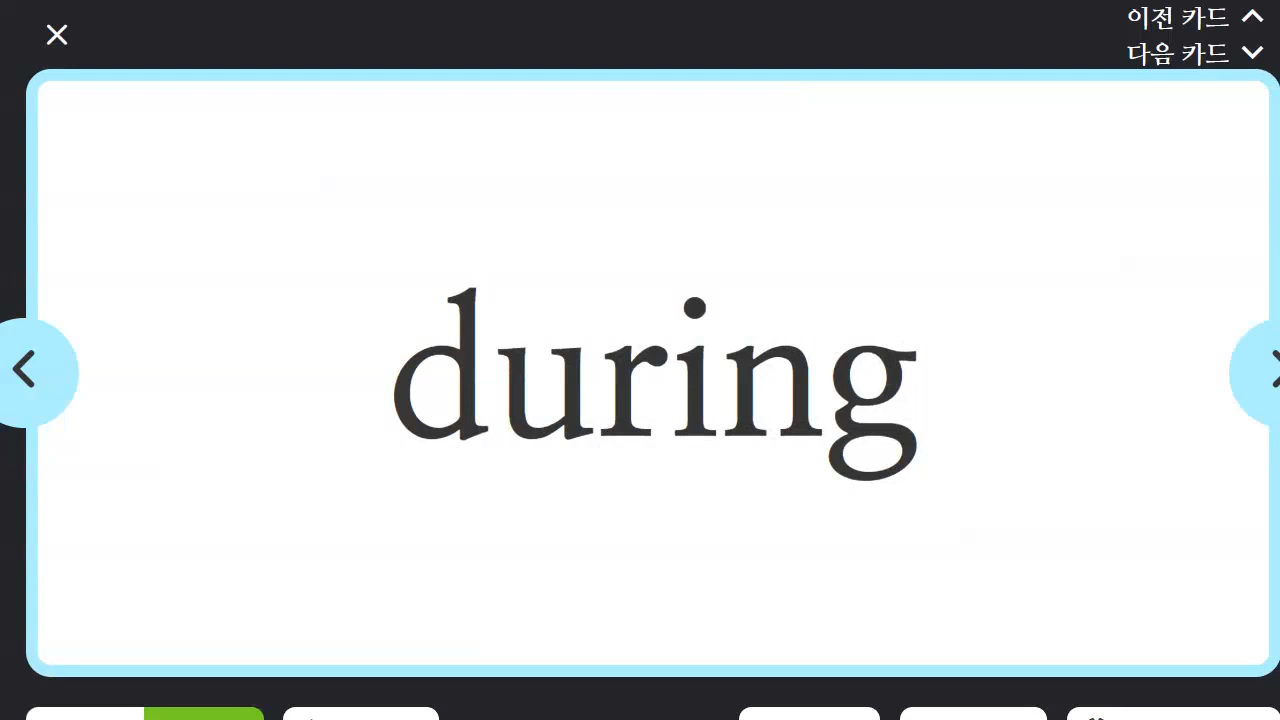 이전 카드
다음 카드
during